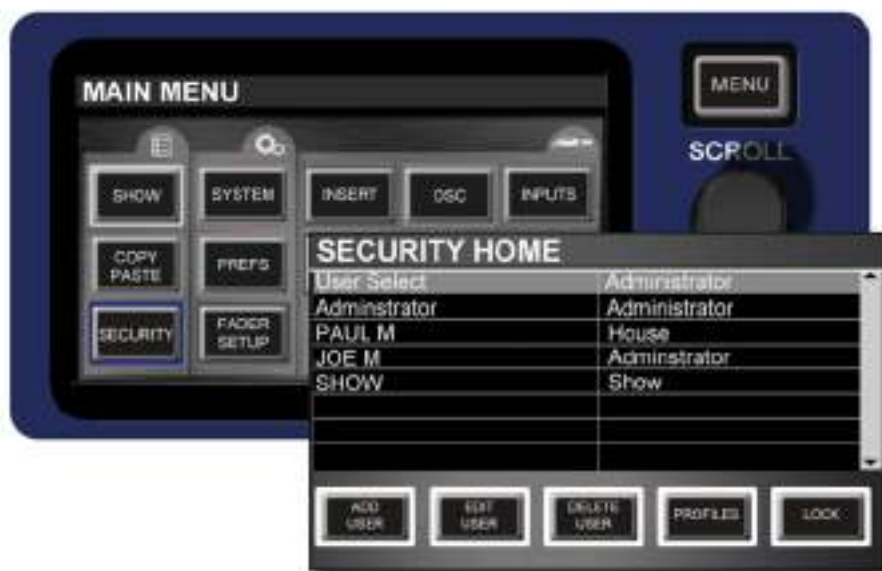 MAIN MENU
MENU
SCROLL
SHOW SYSTEM INSERT OSC INPUTS
COPY PASTE PREFS
SECURITY FADER SETUP
SECURITY HOME
User Select Administrator
Adminstrator Administrator
PAUL M House
JOE M Adminstrator
SHOW Show
ADD USER EDIT USER DELETE USER PROFILES LOCK